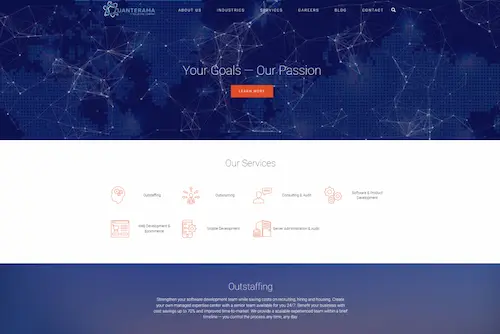 UANTERAHA
ABOUT US INDUSTRIES SERVICES CAREERS BLOG CONTACT
Your Goals — Our Passion
LEARN MORE
Our Services
Outstaffing
Outsourcing
Consulting & Audit
Software & Product
Development
Web Development &
Ecommerce
Mobile Development
Server Administration & Audit
Outstaffing
Strengthen your software development team while saving costs on recruiting, hiring and housing. Create
your own managed expertise center with a senior team available for you 24/7. Benefit your business with
cost savings up to 70% and improved time-to-market. We provide a scalable experienced team within a brief
timeline — you control the process any time, any day.